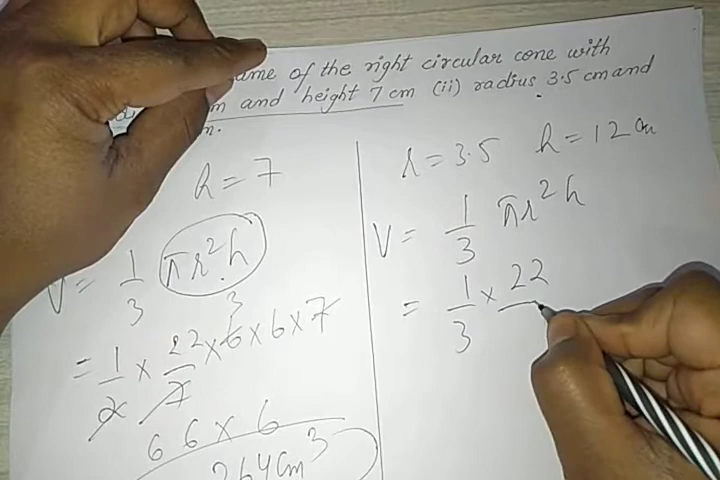 ume of the right circular cone with
m and height 7 cm (ii) radius 3.5 cm and
m.
h = 7
V = 1/3 πr²h
= 1/3 × 22/7 × 6 × 6 × 7
3
66 × 6
264 cm³
r = 3.5 h = 12 cm
V = 1/3 πr²h
= 1/3 × 22